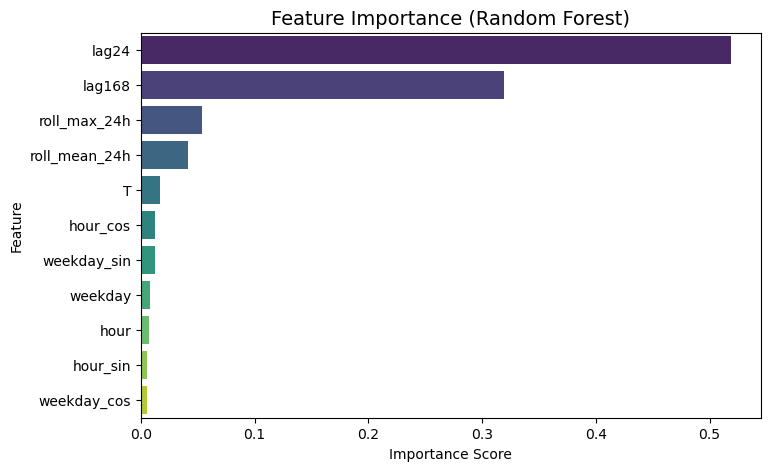 Feature Importance (Random Forest)
Feature
lag24
lag168
roll_max_24h
roll_mean_24h
T
hour_cos
weekday_sin
weekday
hour
hour_sin
weekday_cos
0.0 0.1 0.2 0.3 0.4 0.5
Importance Score